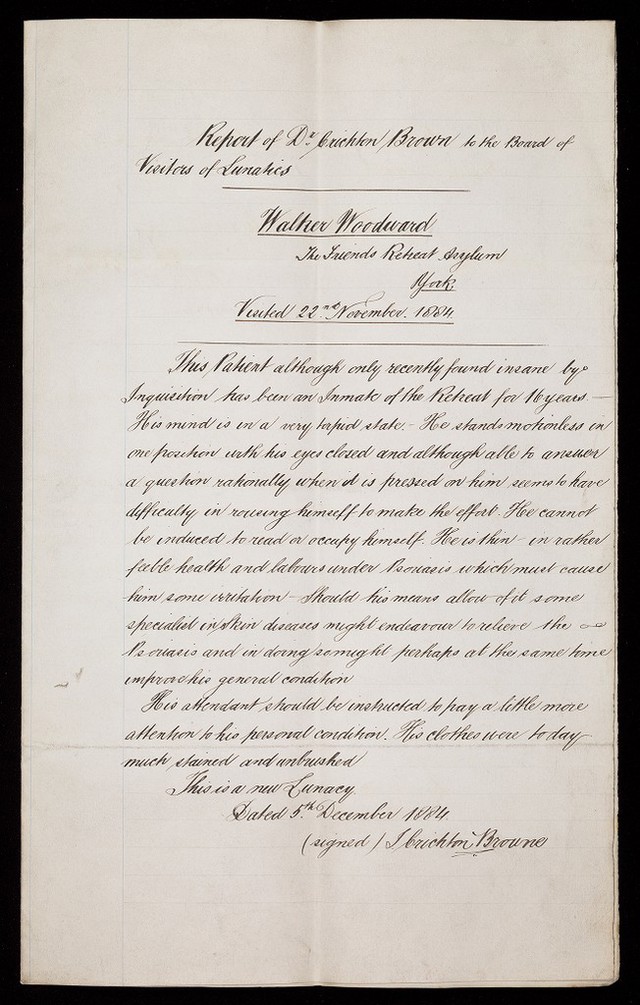 Report of Dr Crichton Brown to the Board of
Visitors of Lunatics
Walter Woodward
The Friends Retreat Asylum
York.
Visited 22nd November. 1884.
This Patient although only recently found insane by
Inquisition has been an Inmate of the Retreat for 16 years. —
His mind is in a very torpid state. – He stands motionless in
one position with his eyes closed and although able to answer
a question rationally when it is pressed on him seems to have
difficulty in rousing himself to make the effort. He cannot
be induced to read or occupy himself. He is thin – in rather
feeble health and labours under Psoriasis which must cause
him some irritation – Should his means allow of it some
specialist in Skin diseases might endeavour to relieve the
Psoriasis and in doing so might perhaps at the same time
improve his general condition
His attendant should be instructed to pay a little more
attention to his personal condition. His clothes were to day
much stained and unbrushed
This is a new Lunacy.
Dated 5th December 1884.
(signed) J Crichton Browne